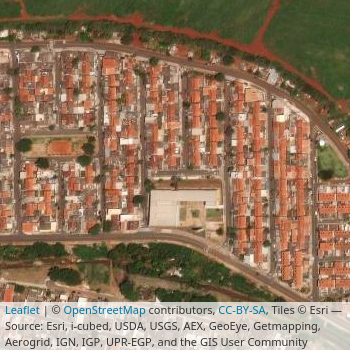 Leaflet | © OpenStreetMap contributors, CC-BY-SA, Tiles © Esri —
Source: Esri, i-cubed, USDA, USGS, AEX, GeoEye, Getmapping,
Aerogrid, IGN, IGP, UPR-EGP, and the GIS User Community